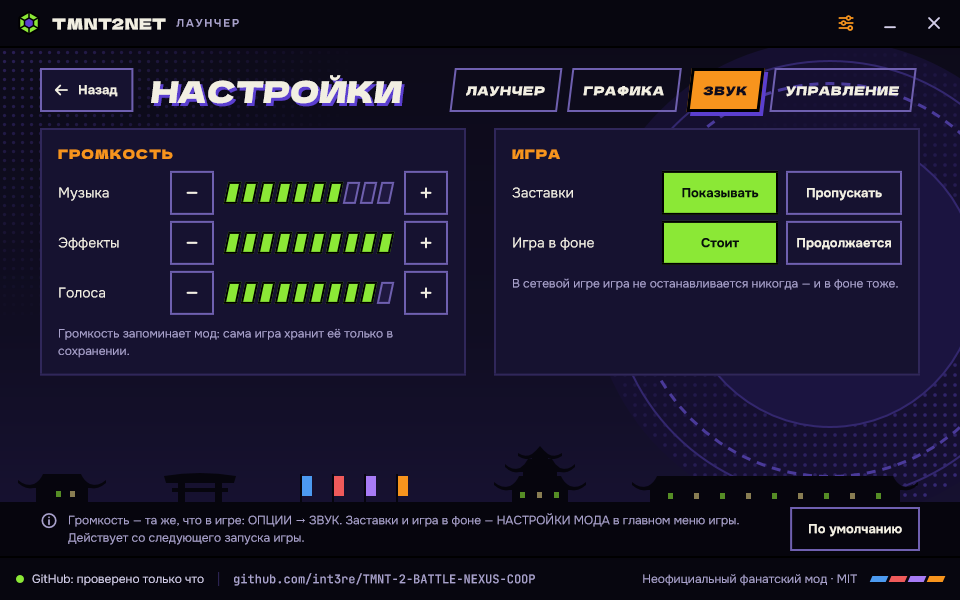 TMNT2NET ЛАУНЧЕР
← Назад
НАСТРОЙКИ
ЛАУНЧЕР
ГРАФИКА
ЗВУК
УПРАВЛЕНИЕ
ГРОМКОСТЬ
Музыка − +
Эффекты − +
Голоса − +
Громкость запоминает мод: сама игра хранит её только в
сохранении.
ИГРА
Заставки Показывать Пропускать
Игра в фоне Стоит Продолжается
В сетевой игре игра не останавливается никогда — и в фоне тоже.
Громкость — та же, что в игре: ОПЦИИ → ЗВУК. Заставки и игра в фоне — НАСТРОЙКИ МОДА в главном меню игры.
Действует со следующего запуска игры.
По умолчанию
GitHub: проверено только что
github.com/int3re/TMNT-2-BATTLE-NEXUS-COOP
Неофициальный фанатский мод · MIT